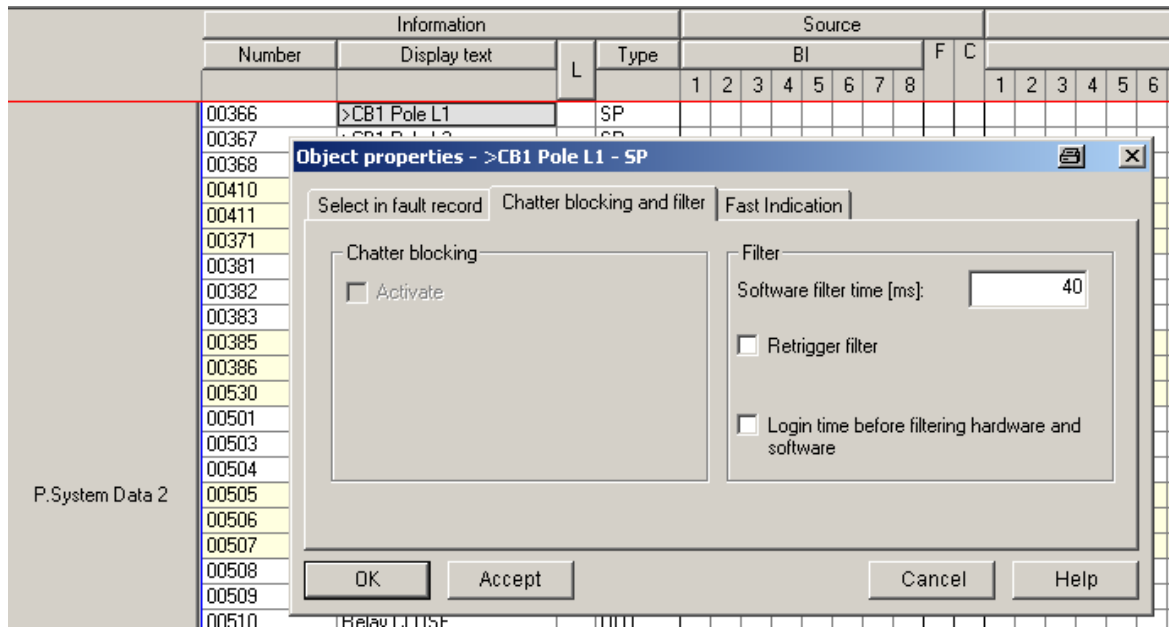 Information Source
Number Display text L Type BI F C
1 2 3 4 5 6 7 8 1 2 3 4 5 6
00366 >CB1 Pole L1 SP
00367
00368
00410
00411
00371
00381
00382
00383
00385
00386
00530
00501
00503
00504
P.System Data 2 00505
00506
00507
00508
00509
00510
Object properties - >CB1 Pole L1 - SP
Select in fault record Chatter blocking and filter Fast Indication
Chatter blocking
Activate
Filter
Software filter time [ms]: 40
Retrigger filter
Login time before filtering hardware and
software
OK Accept Cancel Help